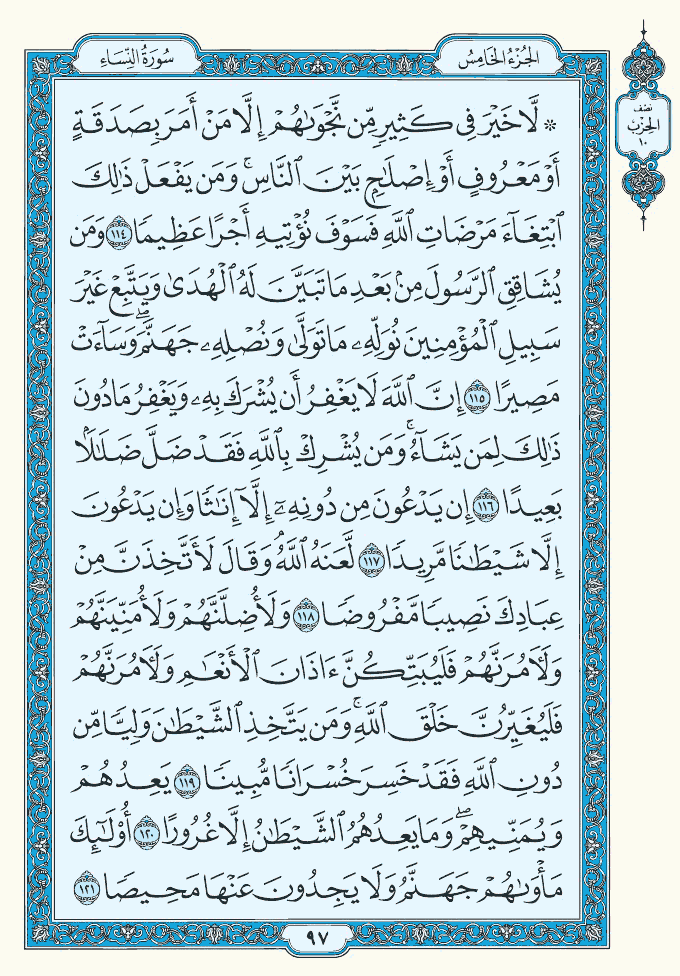 سُورَةُ النِّسَاءِ
الجُزْءُ الخَامِسُ
نصْف
الحِزْب
١٠
۞ لَّا خَيْرَ فِي كَثِيرٍ مِّن نَّجْوَىٰهُمْ إِلَّا مَنْ أَمَرَ بِصَدَقَةٍ
أَوْ مَعْرُوفٍ أَوْ إِصْلَٰحٍ بَيْنَ ٱلنَّاسِ ۚ وَمَن يَفْعَلْ ذَٰلِكَ
ٱبْتِغَآءَ مَرْضَاتِ ٱللَّهِ فَسَوْفَ نُؤْتِيهِ أَجْرًا عَظِيمًا ١١٤ وَمَن
يُشَاقِقِ ٱلرَّسُولَ مِنۢ بَعْدِ مَا تَبَيَّنَ لَهُ ٱلْهُدَىٰ وَيَتَّبِعْ غَيْرَ
سَبِيلِ ٱلْمُؤْمِنِينَ نُوَلِّهِۦ مَا تَوَلَّىٰ وَنُصْلِهِۦ جَهَنَّمَ ۖ وَسَآءَتْ
مَصِيرًا ١١٥ إِنَّ ٱللَّهَ لَا يَغْفِرُ أَن يُشْرَكَ بِهِۦ وَيَغْفِرُ مَا دُونَ
ذَٰلِكَ لِمَن يَشَآءُ ۚ وَمَن يُشْرِكْ بِٱللَّهِ فَقَدْ ضَلَّ ضَلَٰلًۢا
بَعِيدًا ١١٦ إِن يَدْعُونَ مِن دُونِهِۦٓ إِلَّآ إِنَٰثًا وَإِن يَدْعُونَ
إِلَّا شَيْطَٰنًا مَّرِيدًا ١١٧ لَّعَنَهُ ٱللَّهُ ۘ وَقَالَ لَأَتَّخِذَنَّ مِنْ
عِبَادِكَ نَصِيبًا مَّفْرُوضًا ١١٨ وَلَأُضِلَّنَّهُمْ وَلَأُمَنِّيَنَّهُمْ
وَلَءَامُرَنَّهُمْ فَلَيُبَتِّكُنَّ ءَاذَانَ ٱلْأَنْعَٰمِ وَلَءَامُرَنَّهُمْ
فَلَيُغَيِّرُنَّ خَلْقَ ٱللَّهِ ۚ وَمَن يَتَّخِذِ ٱلشَّيْطَٰنَ وَلِيًّا مِّن
دُونِ ٱللَّهِ فَقَدْ خَسِرَ خُسْرَانًا مُّبِينًا ١١٩ يَعِدُهُمْ
وَيُمَنِّيهِمْ ۖ وَمَا يَعِدُهُمُ ٱلشَّيْطَٰنُ إِلَّا غُرُورًا ١٢٠ أُو۟لَٰٓئِكَ
مَأْوَىٰهُمْ جَهَنَّمُ وَلَا يَجِدُونَ عَنْهَا مَحِيصًا ١٢١
٩٧